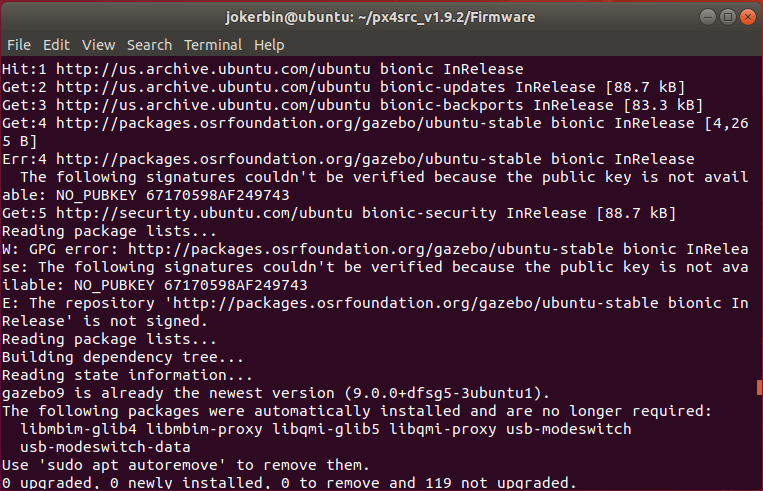 jokerbin@ubuntu: ~/px4src_v1.9.2/Firmware
File Edit View Search Terminal Help
Hit:1 http://us.archive.ubuntu.com/ubuntu bionic InRelease
Get:2 http://us.archive.ubuntu.com/ubuntu bionic-updates InRelease [88.7 kB]
Get:3 http://us.archive.ubuntu.com/ubuntu bionic-backports InRelease [83.3 kB]
Get:4 http://packages.osrfoundation.org/gazebo/ubuntu-stable bionic InRelease [4,26
5 B]
Err:4 http://packages.osrfoundation.org/gazebo/ubuntu-stable bionic InRelease
  The following signatures couldn't be verified because the public key is not avail
able: NO_PUBKEY 67170598AF249743
Get:5 http://security.ubuntu.com/ubuntu bionic-security InRelease [88.7 kB]
Reading package lists...
W: GPG error: http://packages.osrfoundation.org/gazebo/ubuntu-stable bionic InRelea
se: The following signatures couldn't be verified because the public key is not ava
ilable: NO_PUBKEY 67170598AF249743
E: The repository 'http://packages.osrfoundation.org/gazebo/ubuntu-stable bionic In
Release' is not signed.
Reading package lists...
Building dependency tree...
Reading state information...
gazebo9 is already the newest version (9.0.0+dfsg5-3ubuntu1).
The following packages were automatically installed and are no longer required:
  libmbim-glib4 libmbim-proxy libqmi-glib5 libqmi-proxy usb-modeswitch
  usb-modeswitch-data
Use 'sudo apt autoremove' to remove them.
0 upgraded, 0 newly installed, 0 to remove and 119 not upgraded.